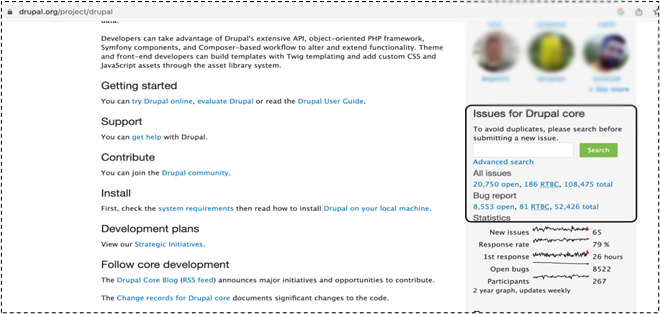 drupal.org/project/drupal
data.
Developers can take advantage of Drupal's extensive API, object-oriented PHP framework,
Symfony components, and Composer-based workflow to alter and extend functionality. Theme
and front-end developers can build templates with Twig templating and add custom CSS and
JavaScript assets through the asset library system.
Getting started
You can try Drupal online, evaluate Drupal or read the Drupal User Guide.
Support
You can get help with Drupal.
Contribute
You can join the Drupal community.
Install
First, check the system requirements then read how to install Drupal on your local machine.
Development plans
View our Strategic Initiatives.
Follow core development
The Drupal Core Blog (RSS feed) announces major initiatives and opportunities to contribute.
The Change records for Drupal core documents significant changes to the code.
See more
Issues for Drupal core
To avoid duplicates, please search before
submitting a new issue.
Search
Advanced search
All issues
20,750 open, 186 RTBC, 108,475 total
Bug report
8,553 open, 81 RTBC, 52,426 total
Statistics
New issues 65
Response rate 79 %
1st response 26 hours
Open bugs 8522
Participants 267
2 year graph, updates weekly